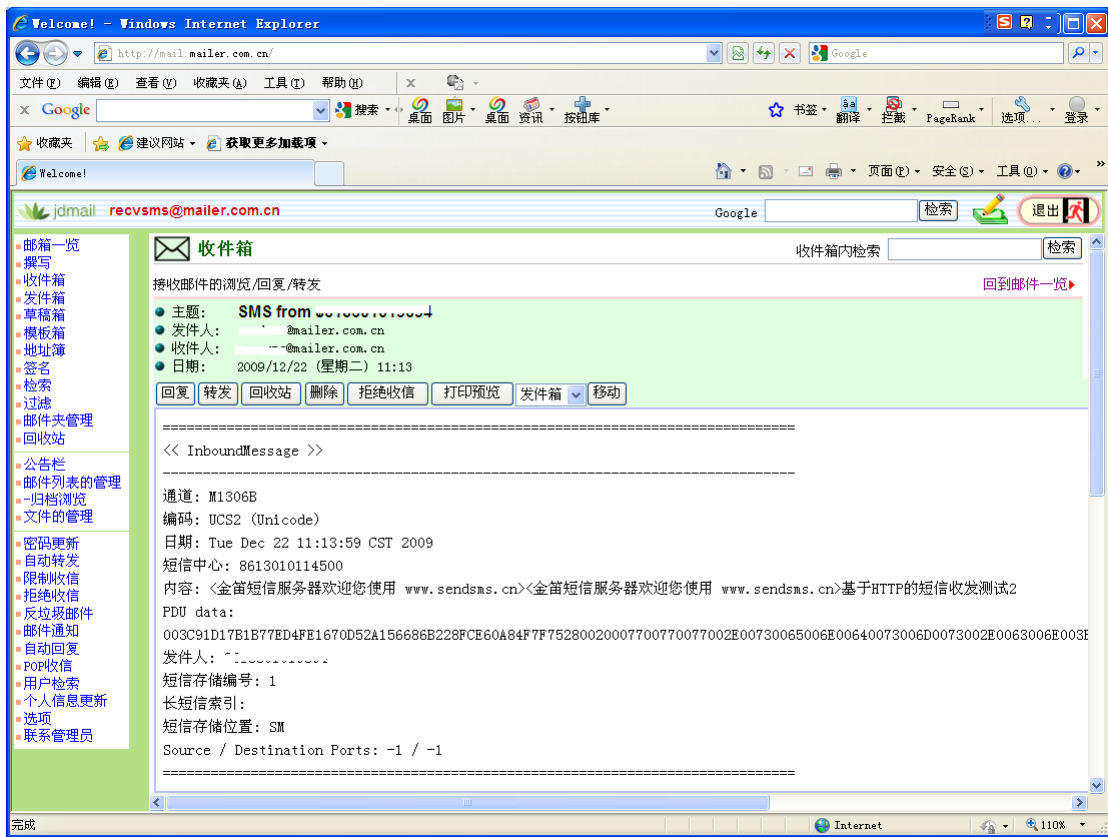 Welcome! - Windows Internet Explorer
http://mail.mailer.com.cn/
Google
文件(F) 编辑(E) 查看(V) 收藏夹(A) 工具(T) 帮助(H) x
x Google 搜索 桌面 图片 桌面 资讯 按钮库 书签 翻译 拦截 PageRank 选项... 登录
收藏夹 建议网站 获取更多加载项
Welcome! 页面(P) 安全(S) 工具(O) »
jdmail recvsms@mailer.com.cn Google 检索 退出
邮箱一览
撰写
收件箱
发件箱
草稿箱
模板箱
地址簿
签名
检索
过滤
邮件夹管理
回收站
公告栏
邮件列表的管理
-归档浏览
文件的管理
密码更新
自动转发
限制收信
拒绝收信
反垃圾邮件
邮件通知
自动回复
POP收信
用户检索
个人信息更新
选项
联系管理员
收件箱 收件箱内检索 检索
接收邮件的浏览/回复/转发 回到邮件一览
主题: SMS from
发件人: @mailer.com.cn
收件人: @mailer.com.cn
日期: 2009/12/22 (星期二) 11:13
回复 转发 回收站 删除 拒绝收信 打印预览 发件箱 移动
===============================================================================
<< InboundMessage >>
-------------------------------------------------------------------------------
通道: M1306B
编码: UCS2 (Unicode)
日期: Tue Dec 22 11:13:59 CST 2009
短信中心: 8613010114500
内容: <金笛短信服务器欢迎您使用 www.sendsms.cn><金笛短信服务器欢迎您使用 www.sendsms.cn>基于HTTP的短信收发测试2
PDU data:
003C91D17B1B77ED4FE1670D52A156686B228FCE60A84F7F75280020007700770077002E00730065006E00640073006D0073002E0063006E003E
发件人:
短信存储编号: 1
长短信索引:
短信存储位置: SM
Source / Destination Ports: -1 / -1
===============================================================================
完成 Internet 110%